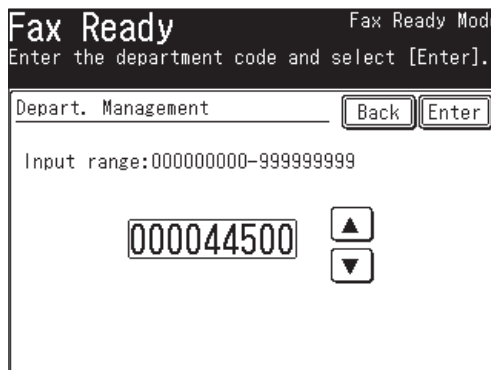 Fax Ready Fax Ready Mod
Enter the department code and select [Enter].
Depart. Management Back Enter
Input range:000000000-999999999
000044500
▲
▼